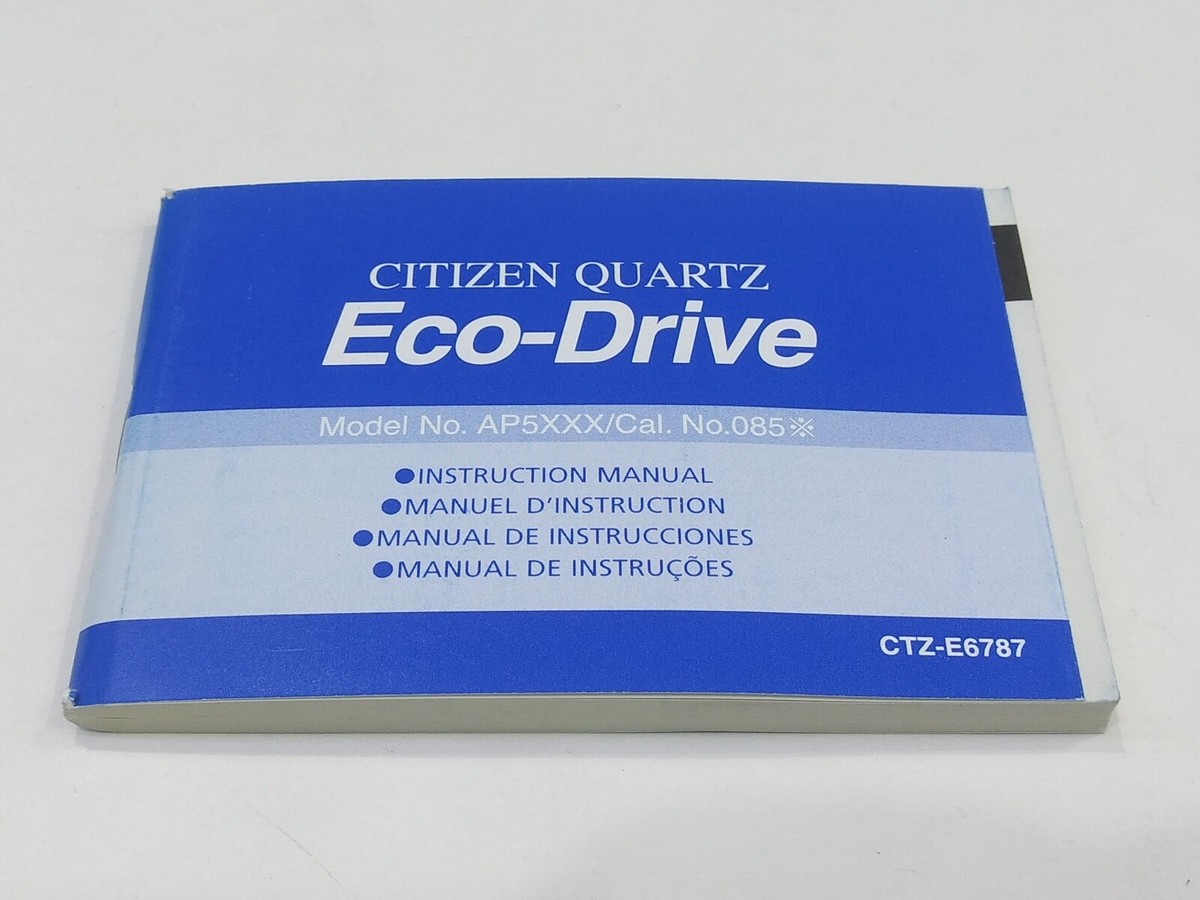 CITIZEN QUARTZ
Eco-Drive
Model No. AP5XXX/Cal. No.085※
●INSTRUCTION MANUAL
●MANUEL D'INSTRUCTION
●MANUAL DE INSTRUCCIONES
●MANUAL DE INSTRUÇÕES
CTZ-E6787